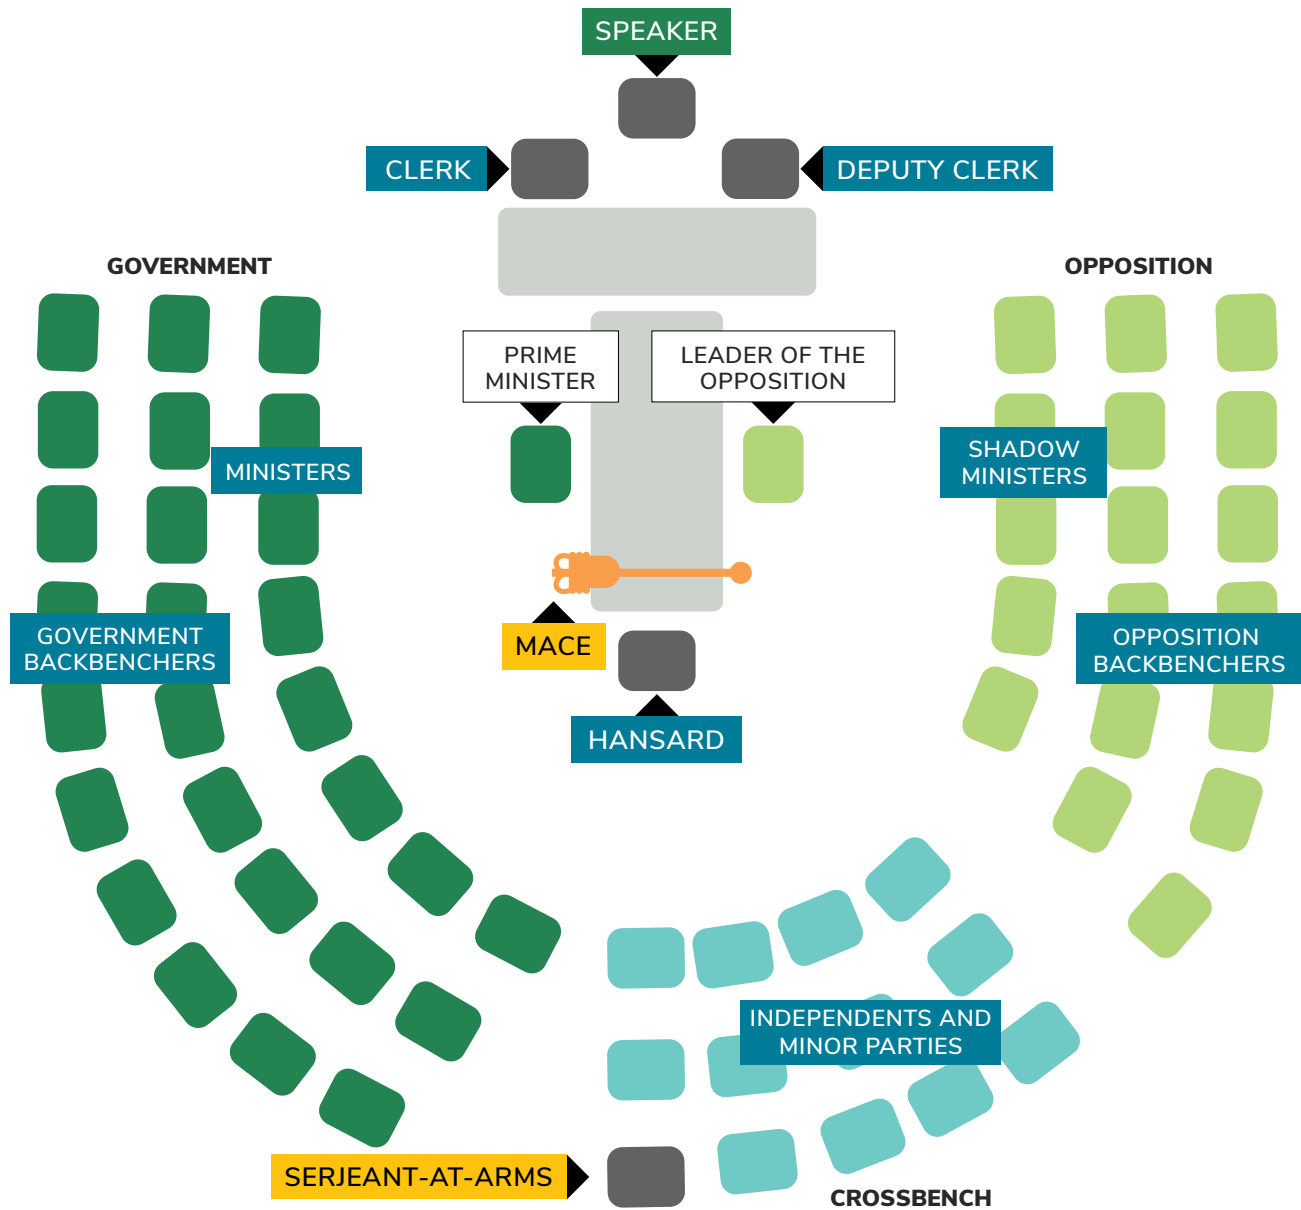 SPEAKER
CLERK
DEPUTY CLERK
GOVERNMENT
OPPOSITION
PRIME
MINISTER
LEADER OF THE
OPPOSITION
MINISTERS
SHADOW
MINISTERS
GOVERNMENT
BACKBENCHERS
MACE
OPPOSITION
BACKBENCHERS
HANSARD
INDEPENDENTS AND
MINOR PARTIES
SERJEANT-AT-ARMS
CROSSBENCH